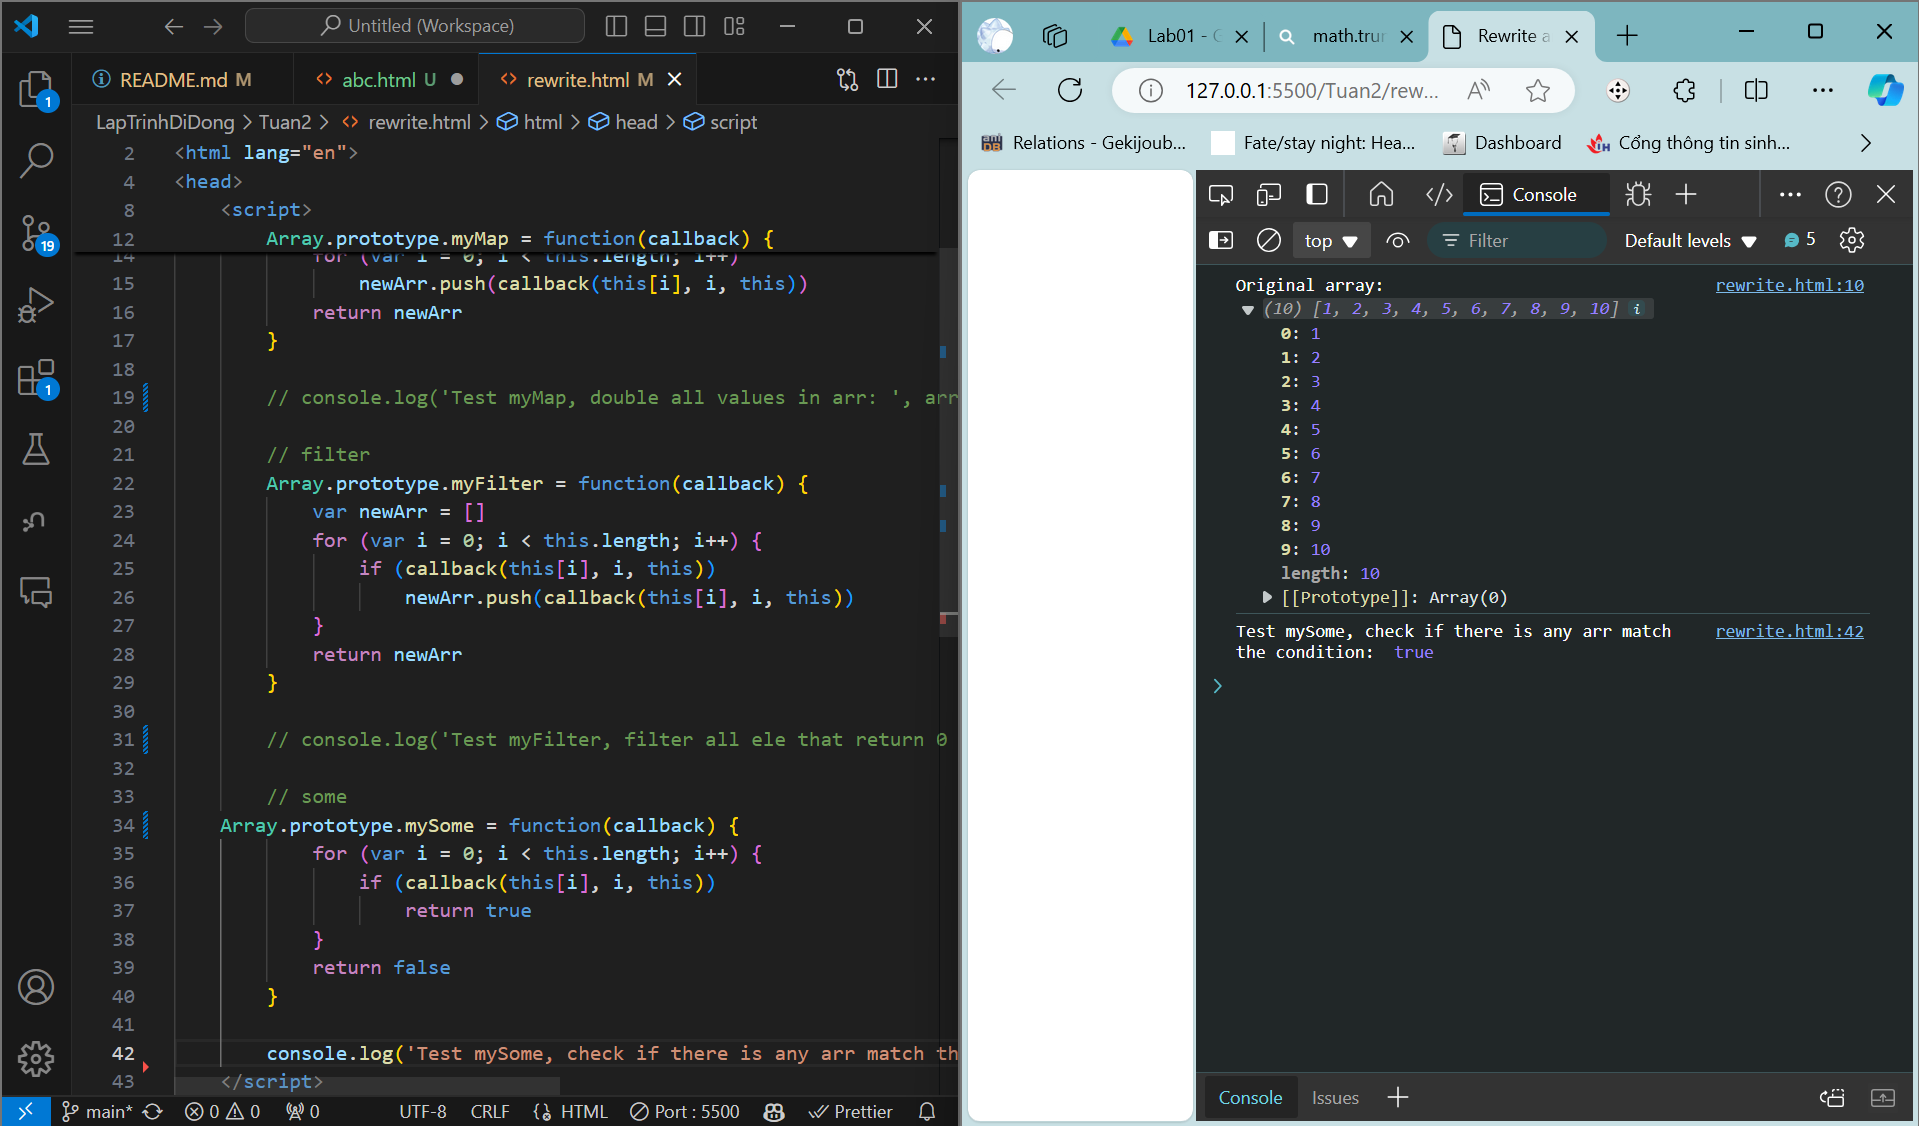 Untitled (Workspace)
README.md M
abc.html U
rewrite.html M
LapTrinhDiDong > Tuan2 > rewrite.html > html > head > script
2 <html lang="en">
4 <head>
8 <script>
12 Array.prototype.myMap = function(callback) {
14 for (var i = 0; i < this.length; i++)
15 newArr.push(callback(this[i], i, this))
16 return newArr
17 }
18
19 // console.log('Test myMap, double all values in arr: ', arr
20
21 // filter
22 Array.prototype.myFilter = function(callback) {
23 var newArr = []
24 for (var i = 0; i < this.length; i++) {
25 if (callback(this[i], i, this))
26 newArr.push(callback(this[i], i, this))
27 }
28 return newArr
29 }
30
31 // console.log('Test myFilter, filter all ele that return 0
32
33 // some
34 Array.prototype.mySome = function(callback) {
35 for (var i = 0; i < this.length; i++) {
36 if (callback(this[i], i, this))
37 return true
38 }
39 return false
40 }
41
42 console.log('Test mySome, check if there is any arr match th
43 </script>
1
19
1
main* 0 0 0 UTF-8 CRLF HTML Port : 5500 Prettier
Lab01 - G
math.trun
Rewrite a
127.0.0.1:5500/Tuan2/rew...
Relations - Gekijoub...
Fate/stay night: Hea...
Dashboard
Cổng thông tin sinh...
Console
top
Filter
Default levels
5
Original array: rewrite.html:10
(10) [1, 2, 3, 4, 5, 6, 7, 8, 9, 10] i
0: 1
1: 2
2: 3
3: 4
4: 5
5: 6
6: 7
7: 8
8: 9
9: 10
length: 10
[[Prototype]]: Array(0)
Test mySome, check if there is any arr match rewrite.html:42
the condition: true
Console
Issues